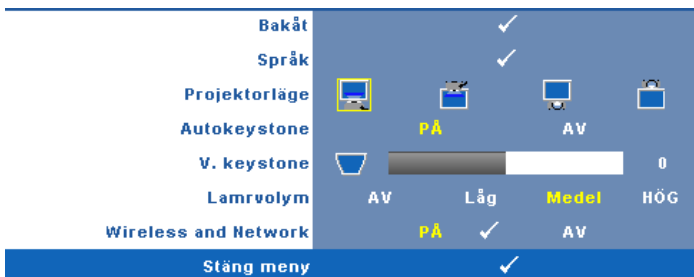 Bakåt
Språk
Projektorläge
Autokeystone PÅ AV
V. keystone 0
Lamrvolym AV Låg Medel HÖG
Wireless and Network PÅ AV
Stäng meny